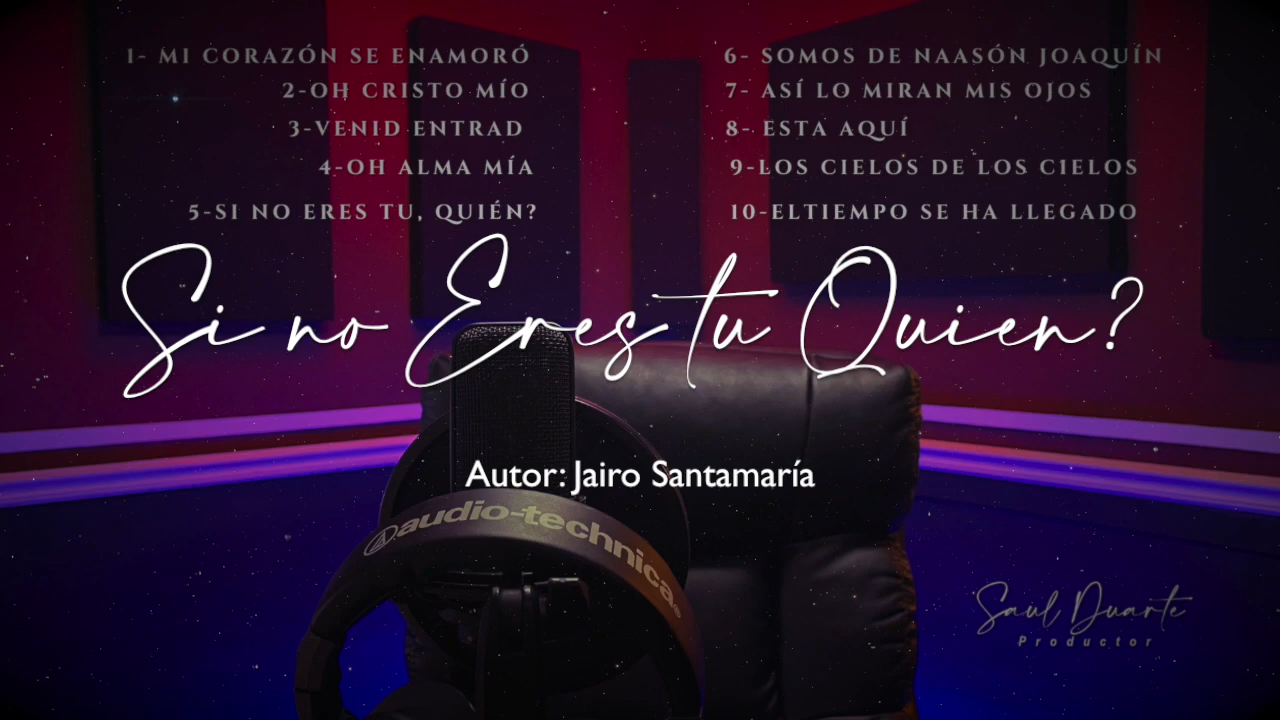 1- MI CORAZÓN SE ENAMORÓ
2-OH CRISTO MÍO
3-VENID ENTRAD
4-OH ALMA MÍA
5-SI NO ERES TU, QUIÉN?
6- SOMOS DE NAASÓN JOAQUÍN
7- ASÍ LO MIRAN MIS OJOS
8- ESTA AQUÍ
9-LOS CIELOS DE LOS C1ELOS
10-ELTIEMPO SE HA LLEGADO
Si no Eres tu Quien?
Autor: Jairo Santamaría
audio-technica®
Saul Duarte
Productor